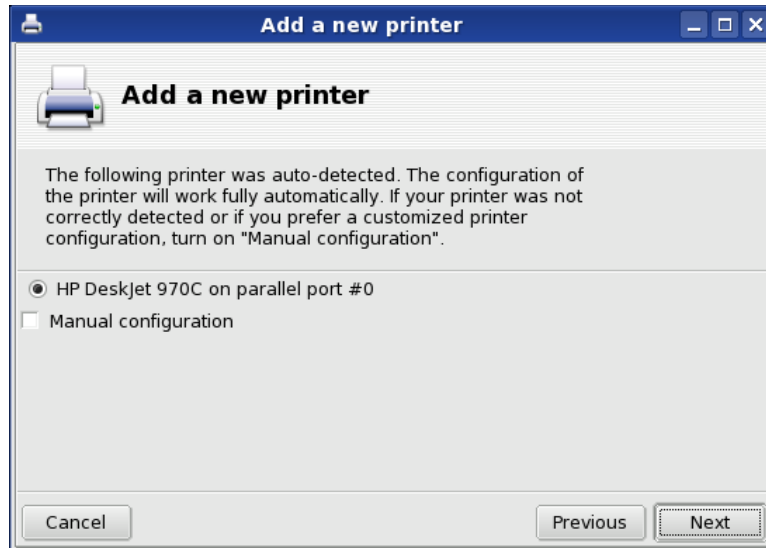 Add a new printer
Add a new printer
The following printer was auto-detected. The configuration of
the printer will work fully automatically. If your printer was not
correctly detected or if you prefer a customized printer
configuration, turn on "Manual configuration".
HP DeskJet 970C on parallel port #0
Manual configuration
Cancel
Previous
Next